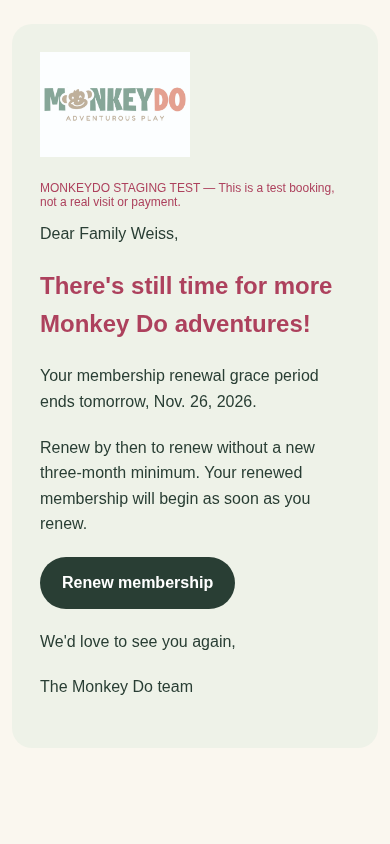 MONKEYDO
ADVENTUROUS PLAY
MONKEYDO STAGING TEST — This is a test booking,
not a real visit or payment.
Dear Family Weiss,
There's still time for more
Monkey Do adventures!
Your membership renewal grace period
ends tomorrow, Nov. 26, 2026.
Renew by then to renew without a new
three-month minimum. Your renewed
membership will begin as soon as you
renew.
Renew membership
We'd love to see you again,
The Monkey Do team